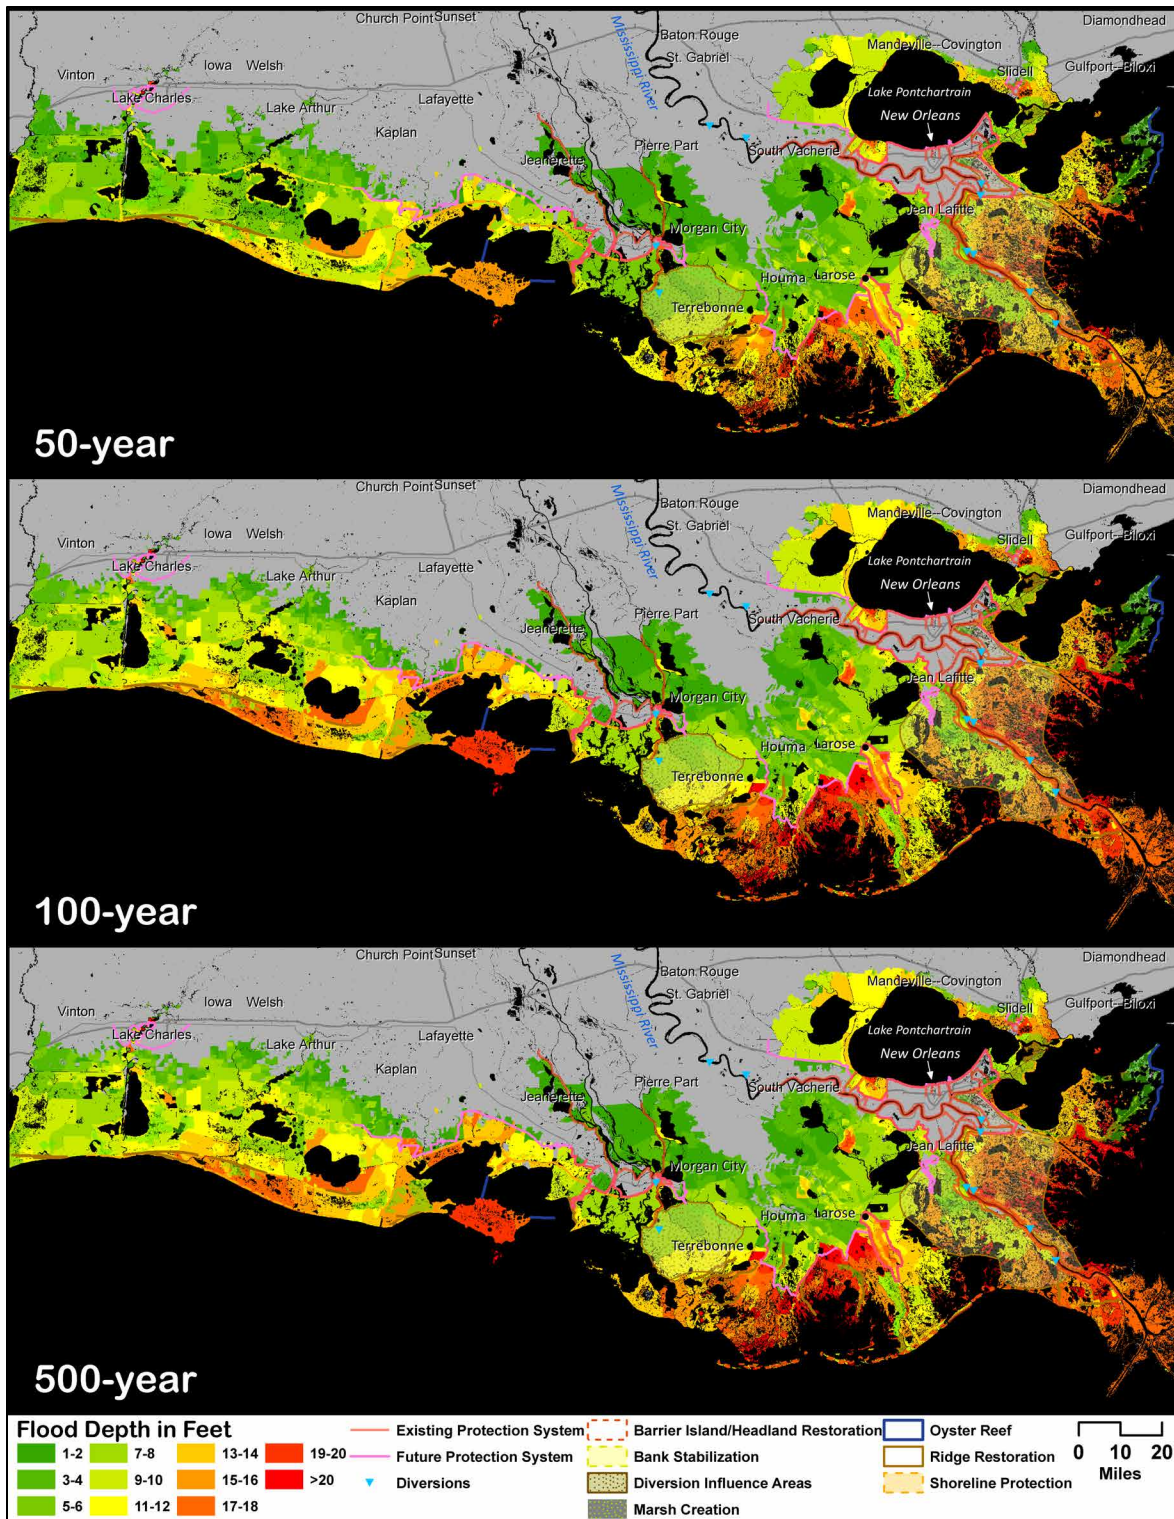 Church Point Sunset
Diamondhead
Baton Rouge
Mandeville--Covington
St. Gabriel
Iowa Welsh
Vinton
Slidell
Gulfport--Biloxi
Mississippi River
Lake Charles
Lake Arthur
Lafayette
Lake Pontchartrain
New Orleans
Kaplan
Pierre Part
South Vacherie
Jeanerette
Jean Lafitte
Morgan City
Houma Larose
Terrebonne
50-year
Church Point Sunset
Diamondhead
Baton Rouge
Mandeville--Covington
St. Gabriel
Iowa Welsh
Vinton
Slidell
Gulfport--Biloxi
Mississippi River
Lake Charles
Lake Arthur
Lafayette
Lake Pontchartrain
New Orleans
Kaplan
Pierre Part
South Vacherie
Jeanerette
Jean Lafitte
Morgan City
Houma Larose
Terrebonne
100-year
Church Point Sunset
Diamondhead
Baton Rouge
Mandeville--Covington
St. Gabriel
Iowa Welsh
Vinton
Slidell
Gulfport--Biloxi
Mississippi River
Lake Charles
Lake Arthur
Lafayette
Lake Pontchartrain
New Orleans
Kaplan
Pierre Part
South Vacherie
Jeanerette
Jean Lafitte
Morgan City
Houma Larose
Terrebonne
500-year
Flood Depth in Feet
1-2 7-8 13-14 19-20
3-4 9-10 15-16 >20
5-6 11-12 17-18
Existing Protection System
Future Protection System
Diversions
Barrier Island/Headland Restoration
Bank Stabilization
Diversion Influence Areas
Marsh Creation
Oyster Reef
Ridge Restoration
Shoreline Protection
0 10 20
Miles